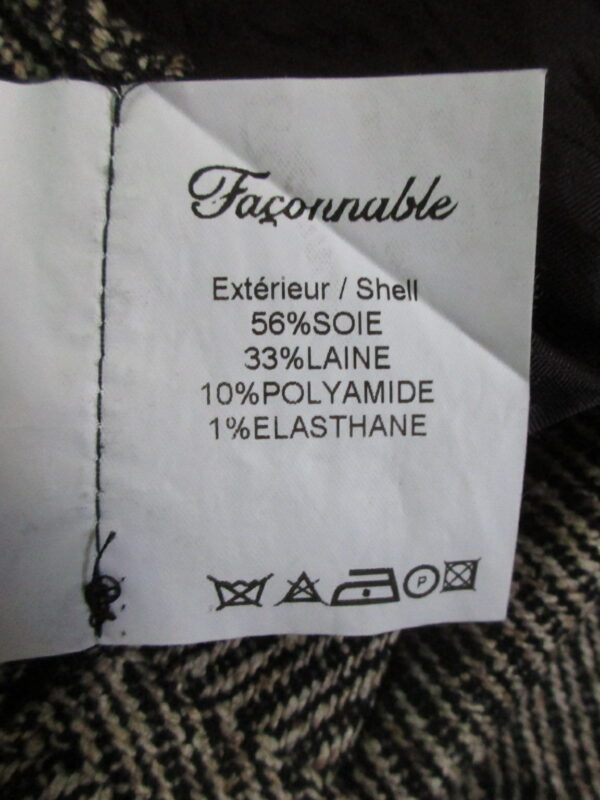 Façonnable
Extérieur / Shell
56%SOIE
33%LAINE
10%POLYAMIDE
1%ELASTHANE
P